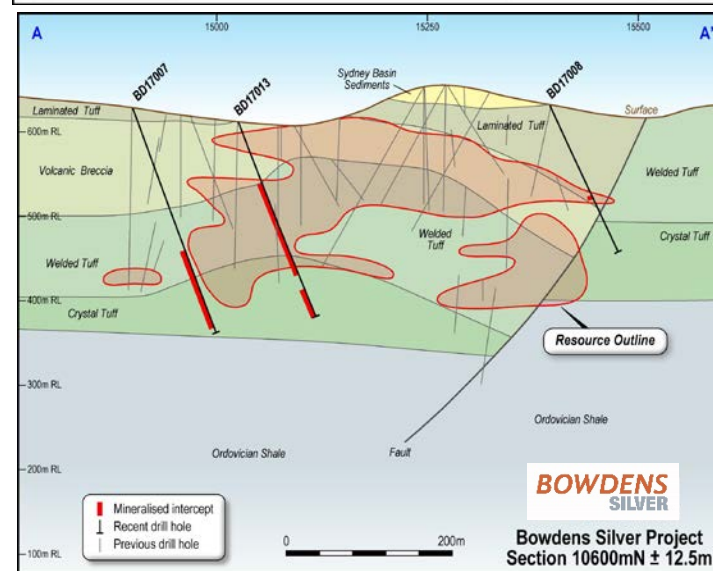 A
15000
15250
A'
BD17007
BD17013
BD17008
Sydney Basin
Sediments
Laminated Tuff
Laminated Tuff
Surface
600m RL
Volcanic Breccia
Welded Tuff
500m RL
Welded
Tuff
Crystal Tuff
Welded Tuff
400m RL
Crystal Tuff
Resource Outline
300m RL
Ordovician Shale
Ordovician Shale
Fault
200m RL
BOWDENS
SILVER
Mineralised intercept
Recent drill hole
Previous drill hole
0
200m
Bowdens Silver Project
Section 10600mN ± 12.5m
100m RL